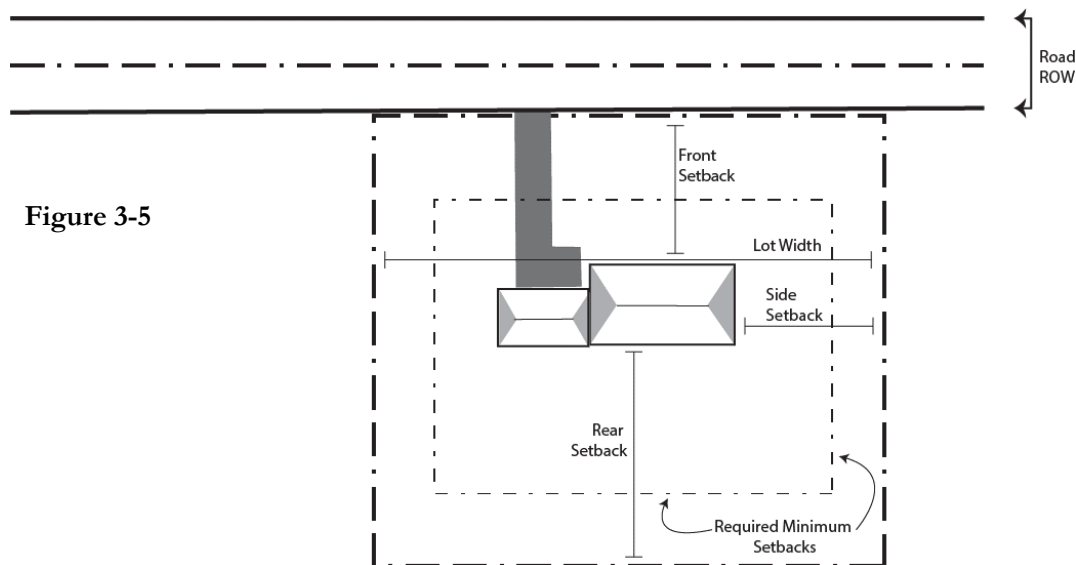 Road
ROW
Front
Setback
Figure 3-5
Lot Width
Side
Setback
Rear
Setback
Required Minimum
Setbacks